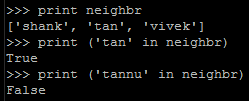 >>> print neighbr
['shank', 'tan', 'vivek']
>>> print ('tan' in neighbr)
True
>>> print ('tannu' in neighbr)
False